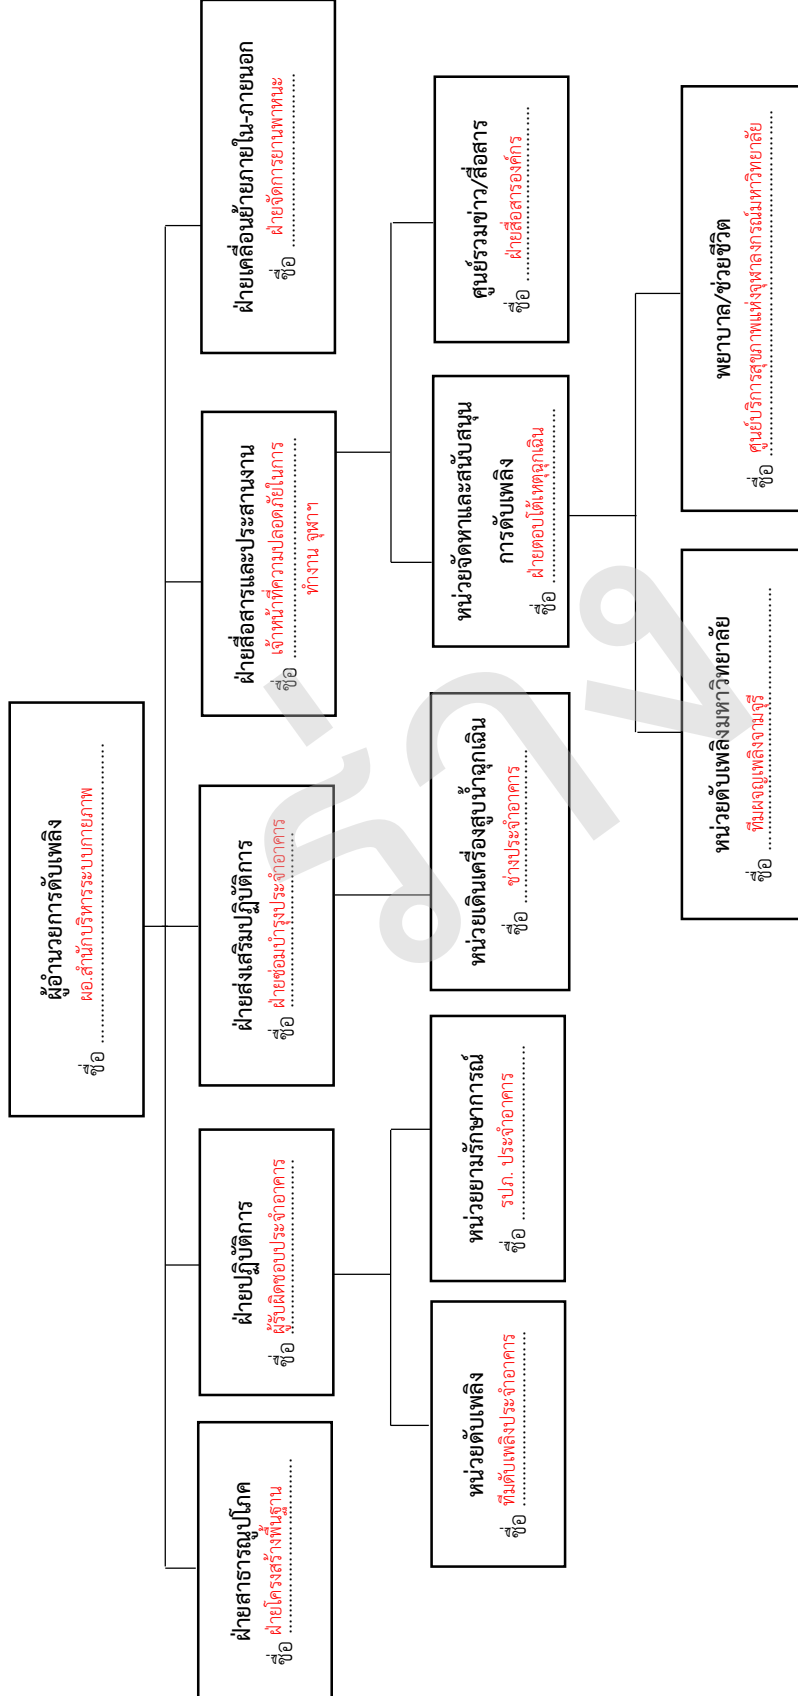 ผู้อำนวยการดับเพลิง
ผอ.สำนักบริหารระบบกายภาพ
ชื่อ
ฝ่ายสาธารณูปโภค
ฝ่ายโครงสร้างพื้นฐาน
ชื่อ
ฝ่ายปฏิบัติการ
ผู้รับผิดชอบประจำอาคาร
ชื่อ
ฝ่ายส่งเสริมปฏิบัติการ
ฝ่ายซ่อมบำรุงประจำอาคาร
ชื่อ
ฝ่ายสื่อสารและประสานงาน
เจ้าหน้าที่ความปลอดภัยในการ
ชื่อ
ทำงาน จุฬาฯ
ฝ่ายเคลื่อนย้ายภายใน-ภายนอก
ฝ่ายจัดการยานพาหนะ
ชื่อ
หน่วยดับเพลิง
ทีมดับเพลิงประจำอาคาร
ชื่อ
หน่วยยามรักษาการณ์
รปภ. ประจำอาคาร
ชื่อ
หน่วยเดินเครื่องสูบน้ำฉุกเฉิน
ช่างประจำอาคาร
ชื่อ
หน่วยจัดหาและสนับสนุน
การดับเพลิง
ฝ่ายตอบโต้เหตุฉุกเฉิน
ชื่อ
ศูนย์รวมข่าว/สื่อสาร
ฝ่ายสื่อสารองค์กร
ชื่อ
หน่วยดับเพลิงมหาวิทยาลัย
ทีมผจญเพลิงจามจุรี
ชื่อ
พยาบาล/ช่วยชีวิต
ศูนย์บริการสุขภาพแห่งจุฬาลงกรณ์มหาวิทยาลัย
ชื่อ
ร่าง